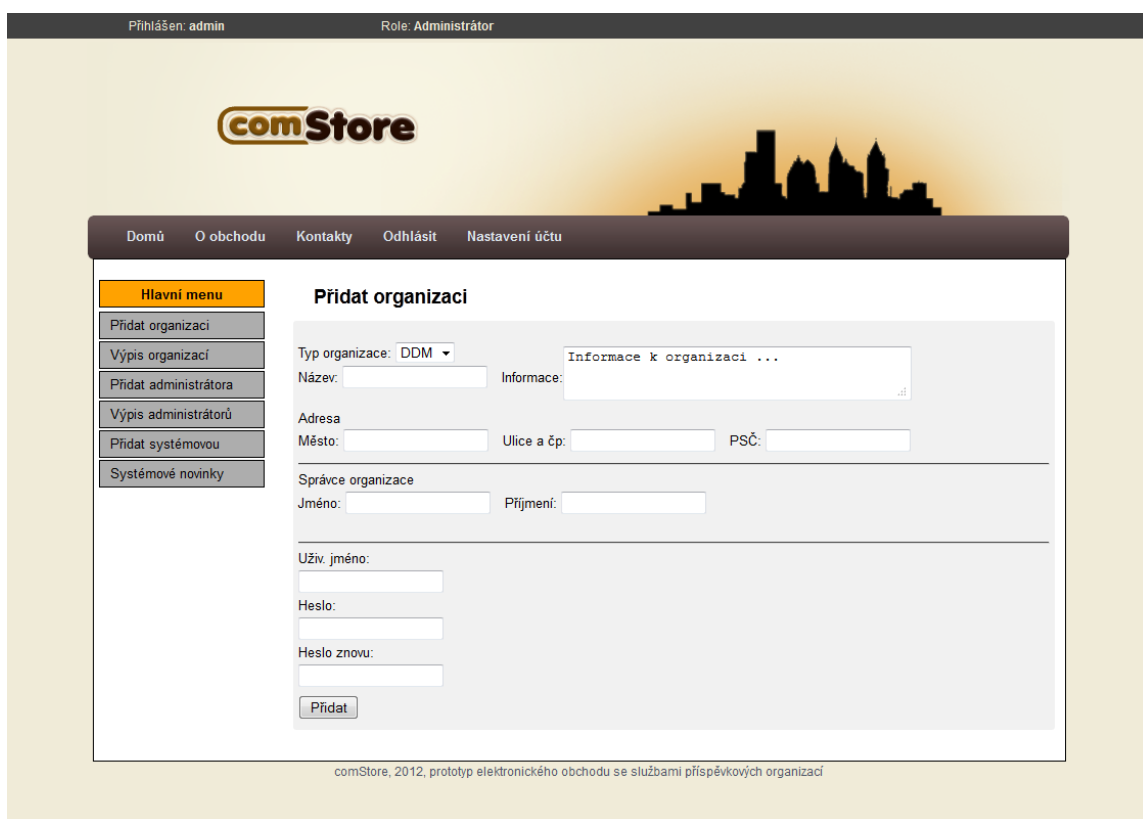 Přihlášen: admin Role: Administrátor
comStore
Domů O obchodu Kontakty Odhlásit Nastavení účtu
Hlavní menu
Přidat organizaci
Výpis organizací
Přidat administrátora
Výpis administrátorů
Přidat systémovou
Systémové novinky
Přidat organizaci
Typ organizace: DDM
Informace k organizaci ...
Název: Informace:
Adresa
Město: Ulice a čp: PSČ:
Správce organizace
Jméno: Příjmení:
Uživ. jméno:
Heslo:
Heslo znovu:
Přidat
comStore, 2012, prototyp elektronického obchodu se službami příspěvkových organizací